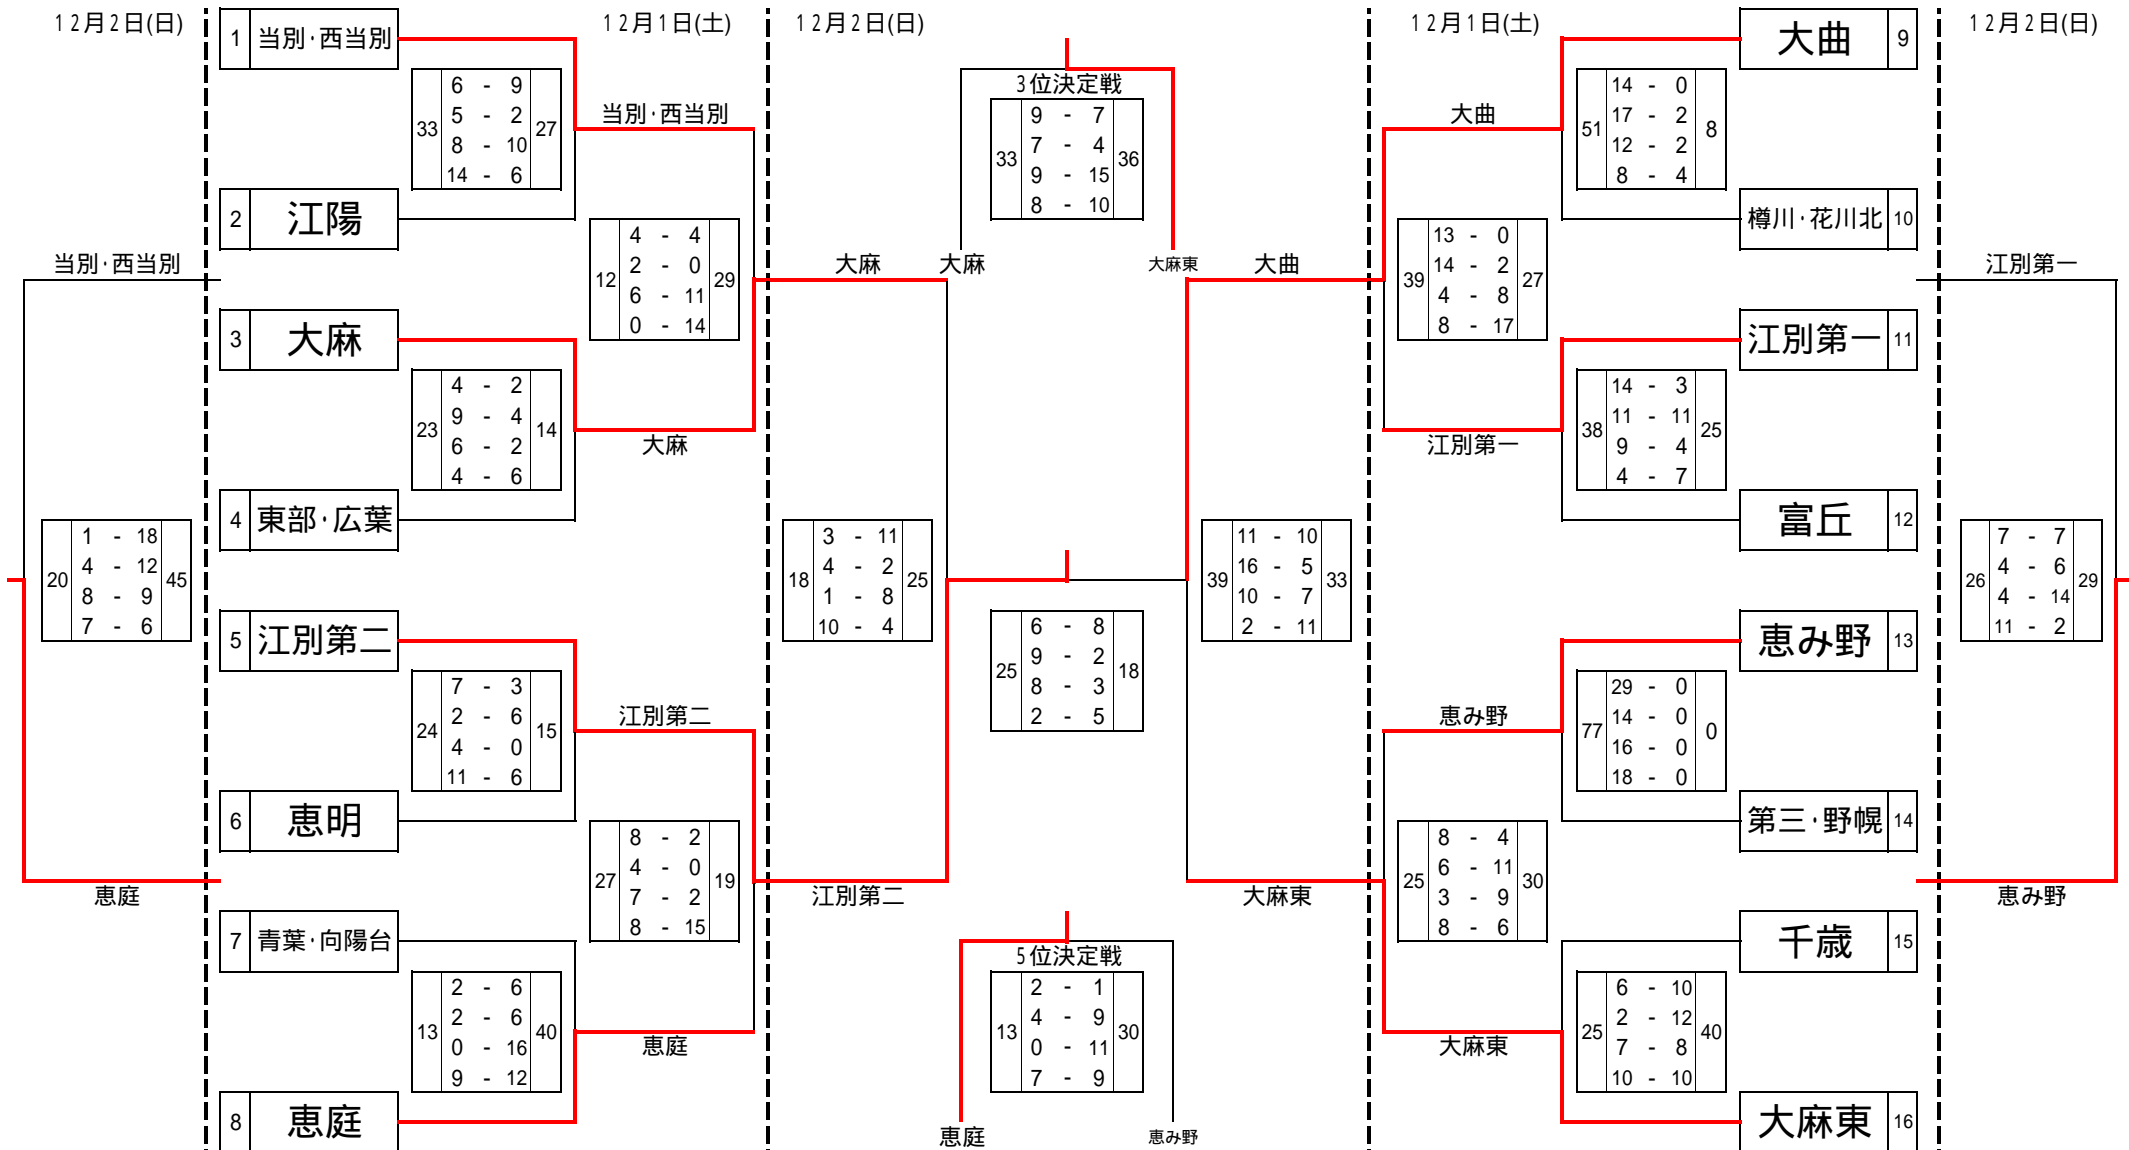 12月2日(日)
12月1日(土)
12月2日(日)
12月1日(土)
12月2日(日)
1 当別・西当別
6 - 9
5 - 2
33 27
8 - 10
14 - 6
2 江陽
当別・西当別
3 大麻
4 - 2
9 - 4
23 14
6 - 2
4 - 6
4 東部・広葉
大麻
4 - 4
2 - 0
12 29
6 - 11
0 - 14
5 江別第二
7 - 3
2 - 6
24 15
4 - 0
11 - 6
6 恵明
江別第二
7 青葉・向陽台
2 - 6
2 - 6
13 40
0 - 16
9 - 12
8 恵庭
恵庭
8 - 2
4 - 0
27 19
7 - 2
8 - 15
当別・西当別
1 - 18
4 - 12
20 45
8 - 9
7 - 6
恵庭
大麻
3 - 11
4 - 2
18 25
1 - 8
10 - 4
江別第二
3位決定戦
9 - 7
7 - 4
33 36
9 - 15
8 - 10
大麻
大麻東
6 - 8
9 - 2
25 18
8 - 3
2 - 5
5位決定戦
2 - 1
4 - 9
13 30
0 - 11
7 - 9
恵庭
恵み野
大曲
11 - 10
16 - 5
39 33
10 - 7
2 - 11
大麻東
大曲
13 - 0
14 - 2
39 27
4 - 8
8 - 17
江別第一
恵み野
8 - 4
6 - 11
25 30
3 - 9
8 - 6
大麻東
大曲 9
14 - 0
17 - 2
51 8
12 - 2
8 - 4
樽川・花川北 10
江別第一 11
14 - 3
11 - 11
38 25
9 - 4
4 - 7
富丘 12
恵み野 13
29 - 0
14 - 0
77 0
16 - 0
18 - 0
第三・野幌 14
千歳 15
6 - 10
2 - 12
25 40
7 - 8
10 - 10
大麻東 16
江別第一
7 - 7
4 - 6
26 29
4 - 14
11 - 2
恵み野